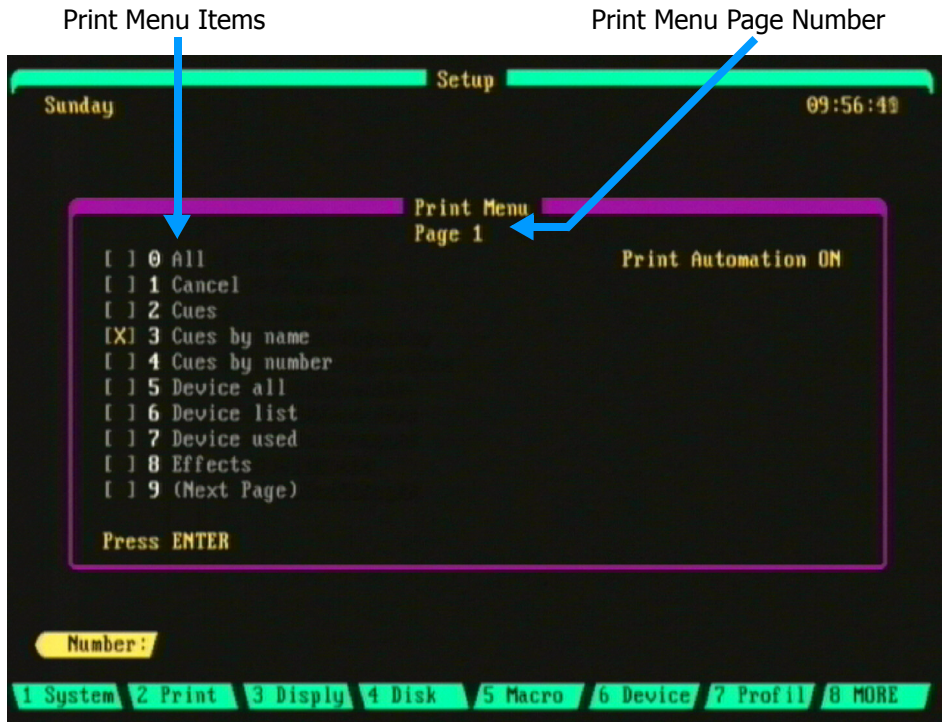 Print Menu Items
Print Menu Page Number
Setup
Sunday
Print Menu
Page 1
Print Automation ON
[ ] 0 All
[ ] 1 Cancel
[ ] 2 Cues
[X] 3 Cues by name
[ ] 4 Cues by number
[ ] 5 Device all
[ ] 6 Device list
[ ] 7 Device used
[ ] 8 Effects
[ ] 9 (Next Page)
Press ENTER
Number:
1 System 2 Print 3 Disply 4 Disk 5 Macro 6 Device 7 Profil 8 MORE